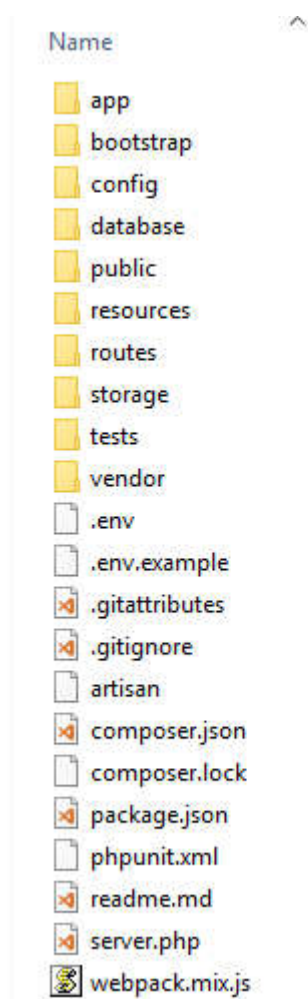 Name
app
bootstrap
config
database
public
resources
routes
storage
tests
vendor
.env
.env.example
.gitattributes
.gitignore
artisan
composer.json
composer.lock
package.json
phpunit.xml
readme.md
server.php
webpack.mix.js